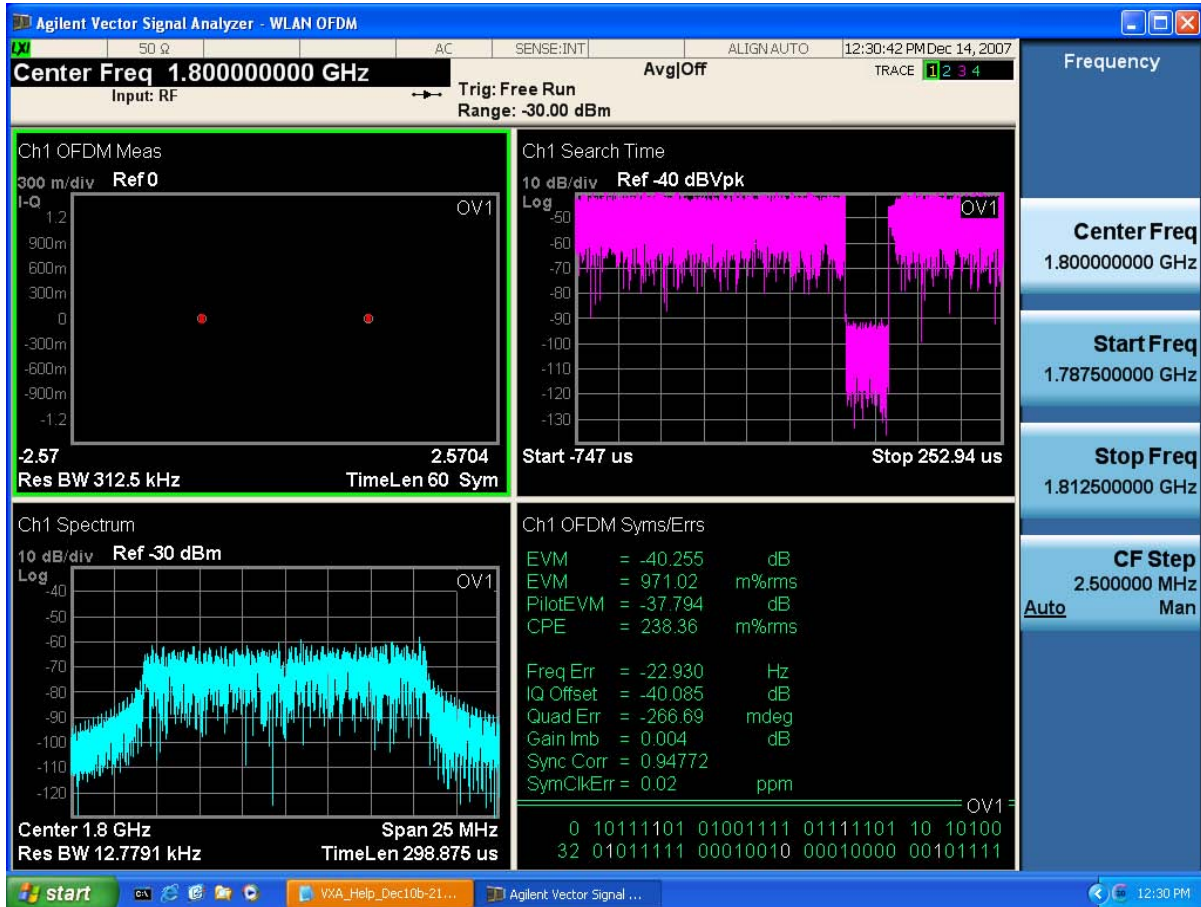 Agilent Vector Signal Analyzer - WLAN OFDM
LXI 50 Ω AC SENSE:INT ALIGN AUTO 12:30:42 PM Dec 14, 2007
Center Freq 1.800000000 GHz
Input: RF
Trig: Free Run
Range: -30.00 dBm
Avg|Off
TRACE 1 2 3 4
Frequency
Ch1 OFDM Meas
300 m/div Ref 0
I-Q
OV1
1.2
900m
600m
300m
0
-300m
-600m
-900m
-1.2
-2.57 2.5704
Res BW 312.5 kHz TimeLen 60 Sym
Ch1 Search Time
10 dB/div Ref -40 dBVpk
Log
OV1
-50
-60
-70
-80
-90
-100
-110
-120
-130
Start -747 us Stop 252.94 us
Ch1 Spectrum
10 dB/div Ref -30 dBm
Log
OV1
-40
-50
-60
-70
-80
-90
-100
-110
-120
Center 1.8 GHz Span 25 MHz
Res BW 12.7791 kHz TimeLen 298.875 us
Ch1 OFDM Syms/Errs
EVM = -40.255 dB
EVM = 971.02 m%rms
PilotEVM = -37.794 dB
CPE = 238.36 m%rms
Freq Err = -22.930 Hz
IQ Offset = -40.085 dB
Quad Err = -266.69 mdeg
Gain Imb = 0.004 dB
Sync Corr = 0.94772
SymClkErr = 0.02 ppm
OV1
0 10111101 01001111 01111101 10 10100
32 01011111 00010010 00010000 00101111
Center Freq
1.800000000 GHz
Start Freq
1.787500000 GHz
Stop Freq
1.812500000 GHz
CF Step
2.500000 MHz
Auto Man
start
VXA_Help_Dec10b-21...
Agilent Vector Signal ...
12:30 PM